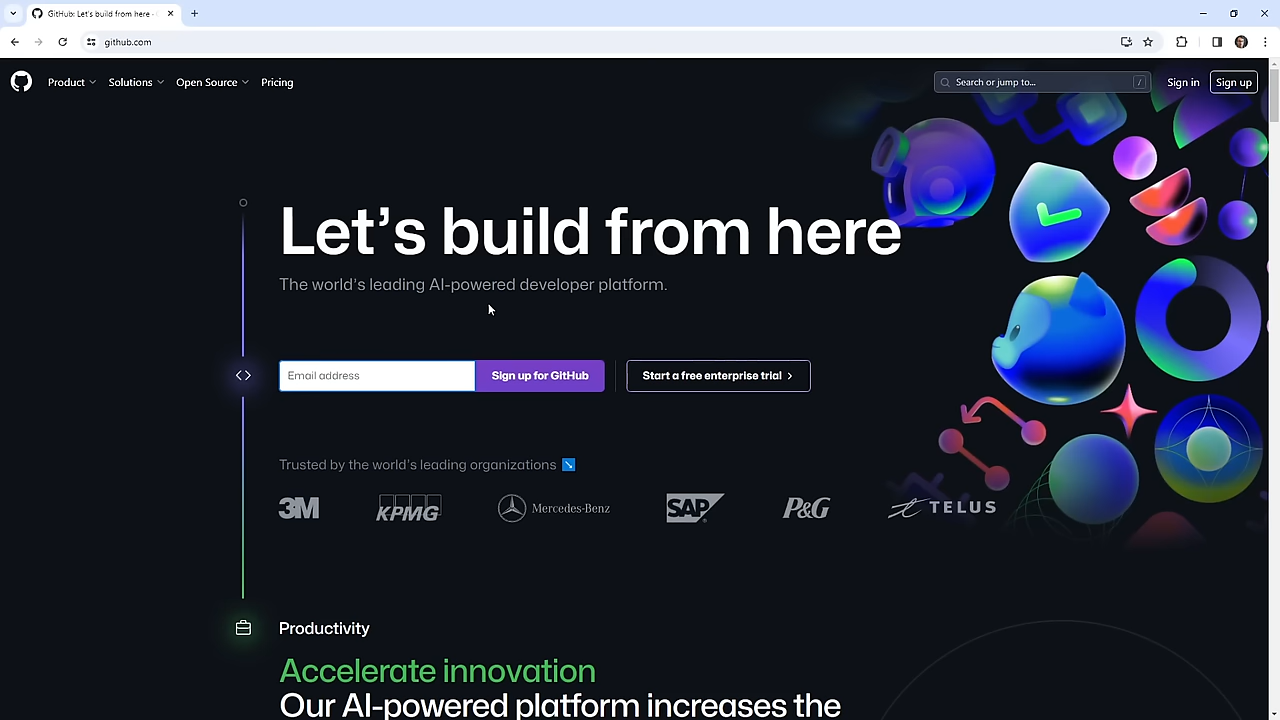 GitHub: Let's build from here ·
github.com
Product Solutions Open Source Pricing
Search or jump to... /
Sign in
Sign up
Let's build from here
The world's leading AI-powered developer platform.
Email address
Sign up for GitHub
Start a free enterprise trial
Trusted by the world's leading organizations
3M KPMG Mercedes-Benz SAP P&G TELUS
Productivity
Accelerate innovation
Our AI-powered platform increases the